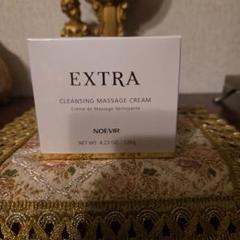 EXTRA
CLEANSING MASSAGE CREAM
Crème de Massage Nettoyante
NOEVIR
NET WT. 4.23 OZ. / 120g